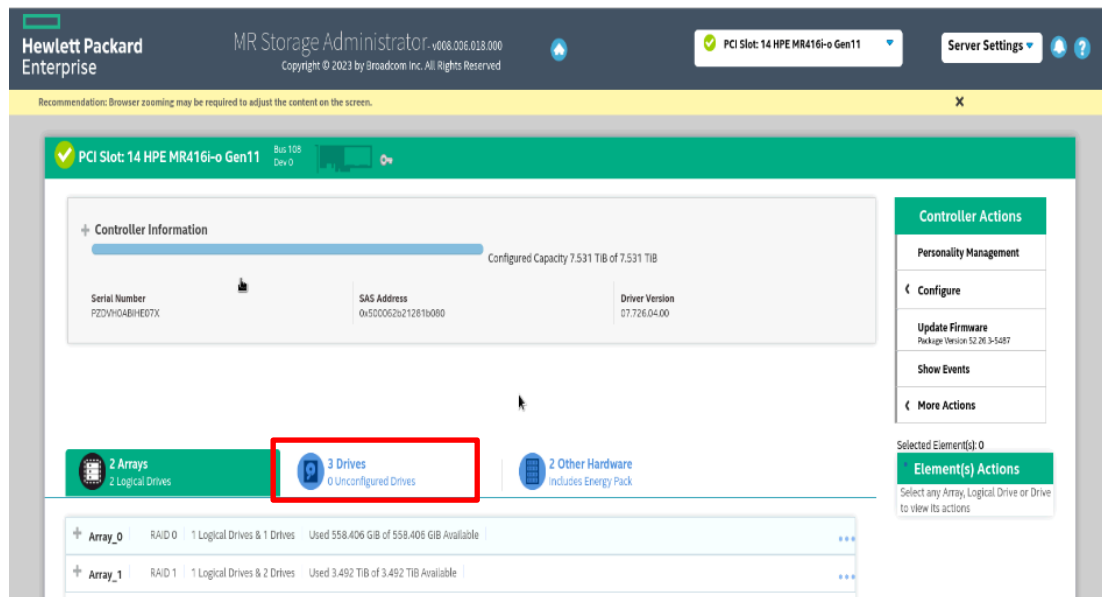 Hewlett Packard
Enterprise
MR Storage Administrator- v008.006.018.000
Copyright © 2023 by Broadcom Inc. All Rights Reserved
PCI Slot: 14 HPE MR416i-o Gen11
Server Settings
Recommendation: Browser zooming may be required to adjust the content on the screen.
X
PCI Slot: 14 HPE MR416i-o Gen11
Bus 108
Dev 0
Controller Information
Configured Capacity 7.531 TiB of 7.531 TiB
Serial Number
PZDVH0ABIHE07X
SAS Address
0x500062b21281b080
Driver Version
07.726.04.00
Controller Actions
Personality Management
Configure
Update Firmware
Package Version 52.26.3-5487
Show Events
More Actions
2 Arrays
2 Logical Drives
3 Drives
0 Unconfigured Drives
2 Other Hardware
Includes Energy Pack
Selected Element(s): 0
Element(s) Actions
Select any Array, Logical Drive or Drive
to view its actions
Array_0 RAID 0 1 Logical Drives & 1 Drives Used 558.406 GiB of 558.406 GiB Available
Array_1 RAID 1 1 Logical Drives & 2 Drives Used 3.492 TiB of 3.492 TiB Available